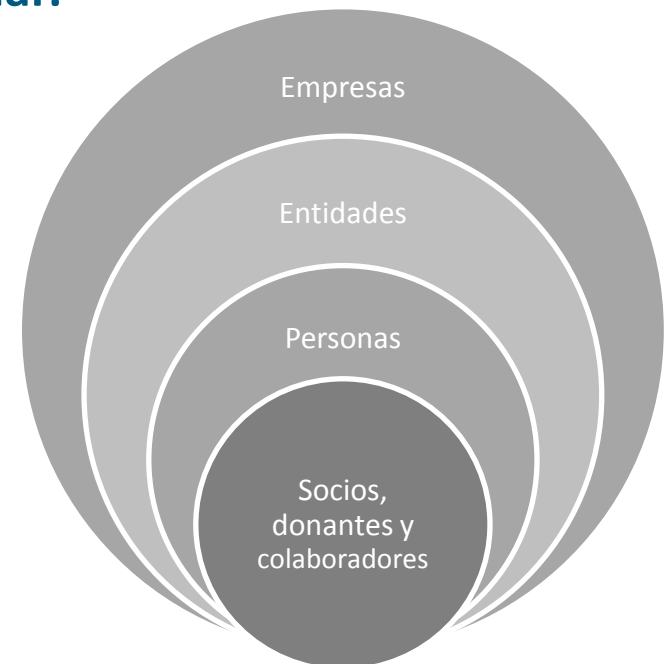 Empresas
Entidades
Personas
Socios,
donantes y
colaboradores